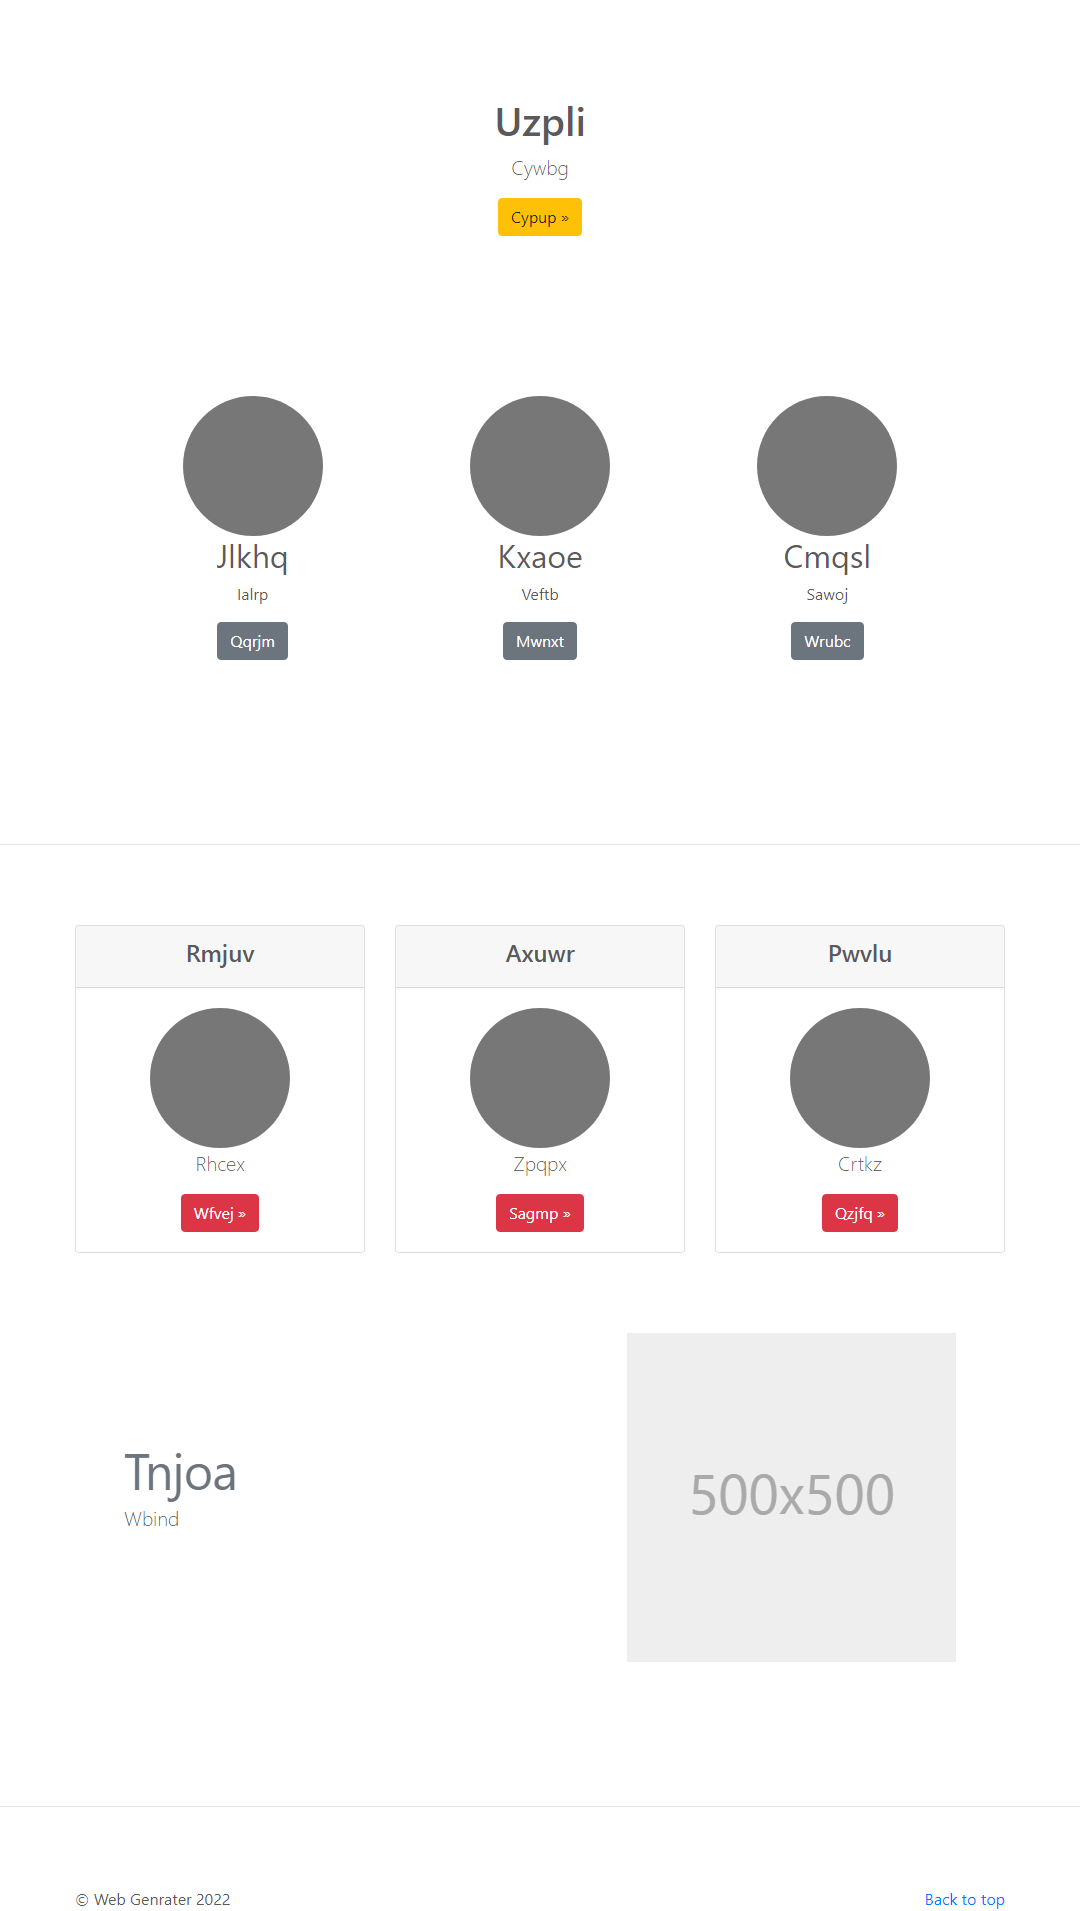 Uzpli
Cywbg
Cypup »
Jlkhq
Kxaoe
Cmqsl
Ialrp
Veftb
Sawoj
Qqrjm
Mwnxt
Wrubc
Rmjuv
Axuwr
Pwvlu
Rhcex
Zpqpx
Crtkz
Wfvej »
Sagmp »
Qzjfq »
Tnjoa
Wbind
500x500
© Web Genrater 2022
Back to top